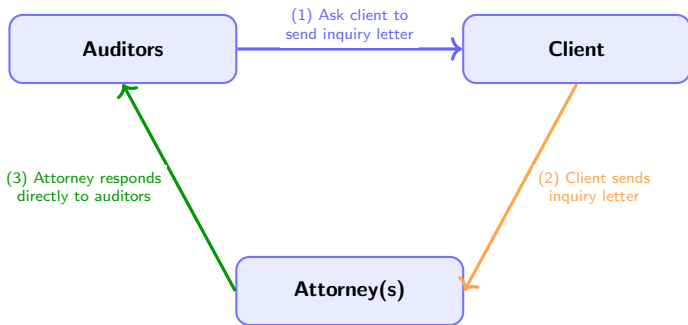 (1) Ask client to
send inquiry letter
Auditors
Client
(3) Attorney responds
directly to auditors
(2) Client sends
inquiry letter
Attorney(s)